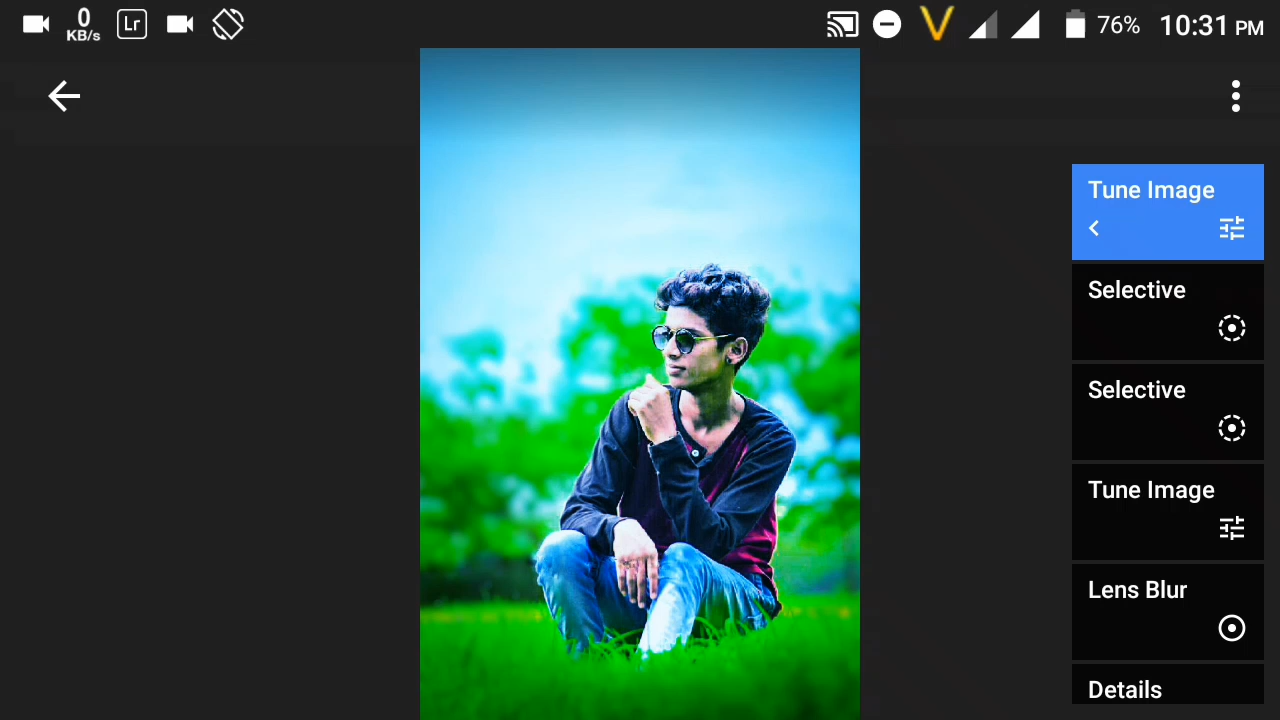 0
KB/s
Lr
76%
10:31 PM
Tune Image
Selective
Selective
Tune Image
Lens Blur
Details